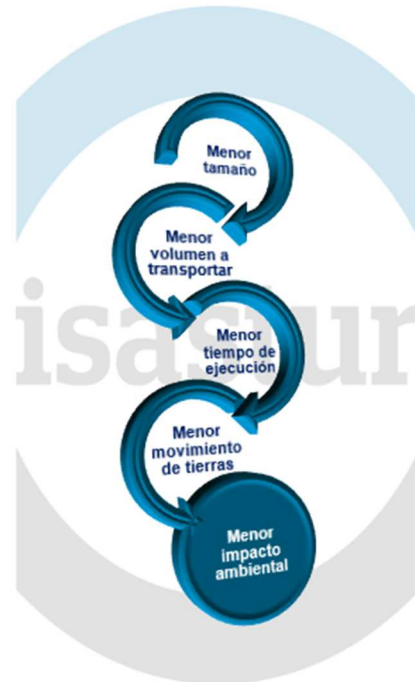 Menor
tamaño
Menor
volumen a
transportar
isastur
Menor
tiempo de
ejecución
Menor
movimiento
de tierras
Menor
impacto
ambiental